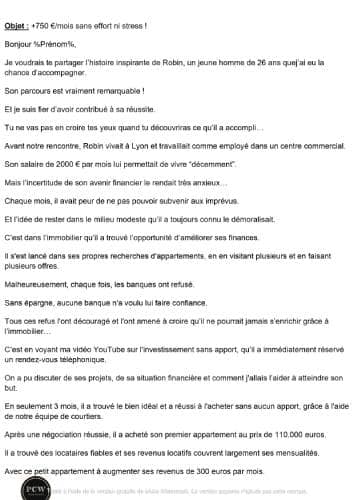 Objet : +750 €/mois sans effort ni stress !
Bonjour %Prénom%,
Je voudrais te partager l'histoire inspirante de Robin, un jeune homme de 26 ans quej'ai eu la
chance d'accompagner.
Son parcours est vraiment remarquable !
Et je suis fier d'avoir contribué à sa réussite.
Tu ne vas pas en croire tes yeux quand tu découvriras ce qu'il a accompli…
Avant notre rencontre, Robin vivait à Lyon et travaillait comme employé dans un centre commercial.
Son salaire de 2000 € par mois lui permettait de vivre “décemment”.
Mais l'incertitude de son avenir financier le rendait très anxieux…
Chaque mois, il avait peur de ne pas pouvoir subvenir aux imprévus.
Et l'idée de rester dans le milieu modeste qu'il a toujours connu le démoralisait.
C'est dans l'immobilier qu'il a trouvé l'opportunité d'améliorer ses finances.
Il s'est lancé dans ses propres recherches d'appartements, en en visitant plusieurs et en faisant
plusieurs offres.
Malheureusement, chaque fois, les banques ont refusé.
Sans épargne, aucune banque n'a voulu lui faire confiance.
Tous ces refus l'ont découragé et l'ont amené à croire qu'il ne pourrait jamais s'enrichir grâce à
l'immobilier…
C'est en voyant ma vidéo YouTube sur l'investissement sans apport, qu'il a immédiatement réservé
un rendez-vous téléphonique.
On a pu discuter de ses projets, de sa situation financière et comment j'allais l'aider à atteindre son
but.
En seulement 3 mois, il a trouvé le bien idéal et a réussi à l'acheter sans aucun apport, grâce à l'aide
de notre équipe de courtiers.
Après une négociation réussie, il a acheté son premier appartement au prix de 110.000 euros.
Il a trouvé des locataires fiables et ses revenus locatifs couvrent largement ses mensualités.
Avec ce petit appartement à augmenter ses revenus de 300 euros par mois.
PCW
à l'aide de la version gratuite de La version payante n'ajoute pas cette mention.